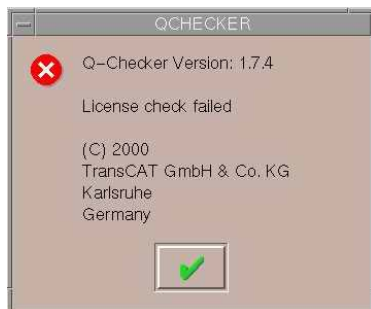 QCHECKER
Q-Checker Version: 1.7.4
License check failed
(C) 2000
TransCAT GmbH & Co. KG
Karlsruhe
Germany